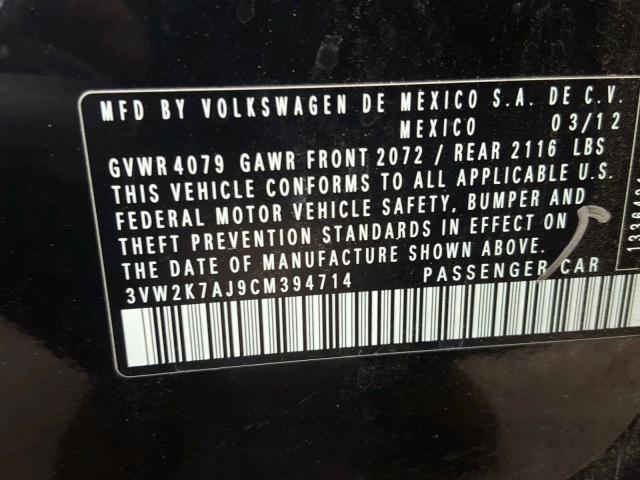 MFD BY VOLKSWAGEN DE MEXICO S.A. DE C.V.
MEXICO 03/12
GVWR 4079 GAWR FRONT 2072 / REAR 2116 LBS
THIS VEHICLE CONFORMS TO ALL APPLICABLE U.S.
FEDERAL MOTOR VEHICLE SAFETY, BUMPER AND
THEFT PREVENTION STANDARDS IN EFFECT ON
THE DATE OF MANUFACTURE SHOWN ABOVE.
3VW2K7AJ9CM394714 PASSENGER CAR